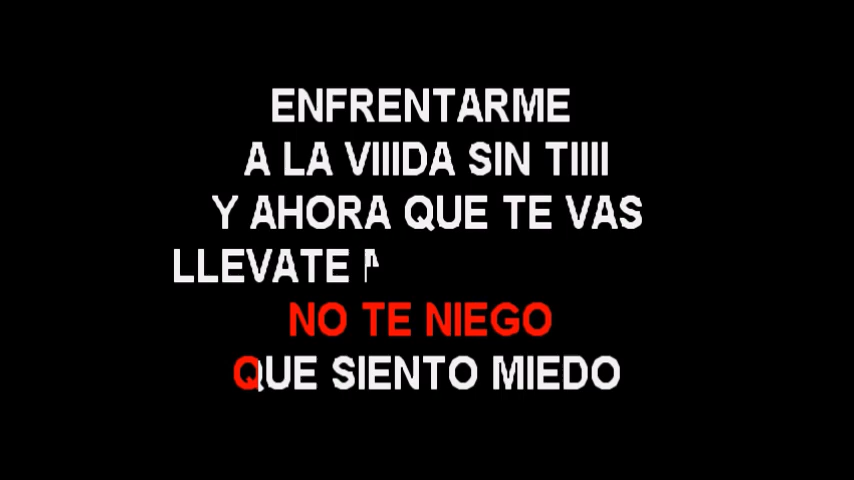 ENFRENTARME
A LA VIIIDA SIN TIIII
Y AHORA QUE TE VAS
LLEVATE
NO TE NIEGO
QUE SIENTO MIEDO